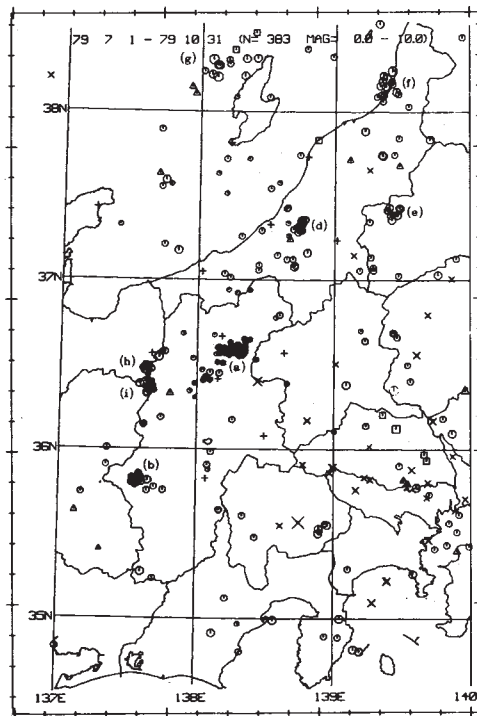 79 7 1 - 79 10 31 (N= 383 MAG= 0.0 - 10.0)
(g)
(f)
38N
(e)
(d)
37N
(h)
(a)
(i)
36N
(b)
35N
137E
138E
139E
140